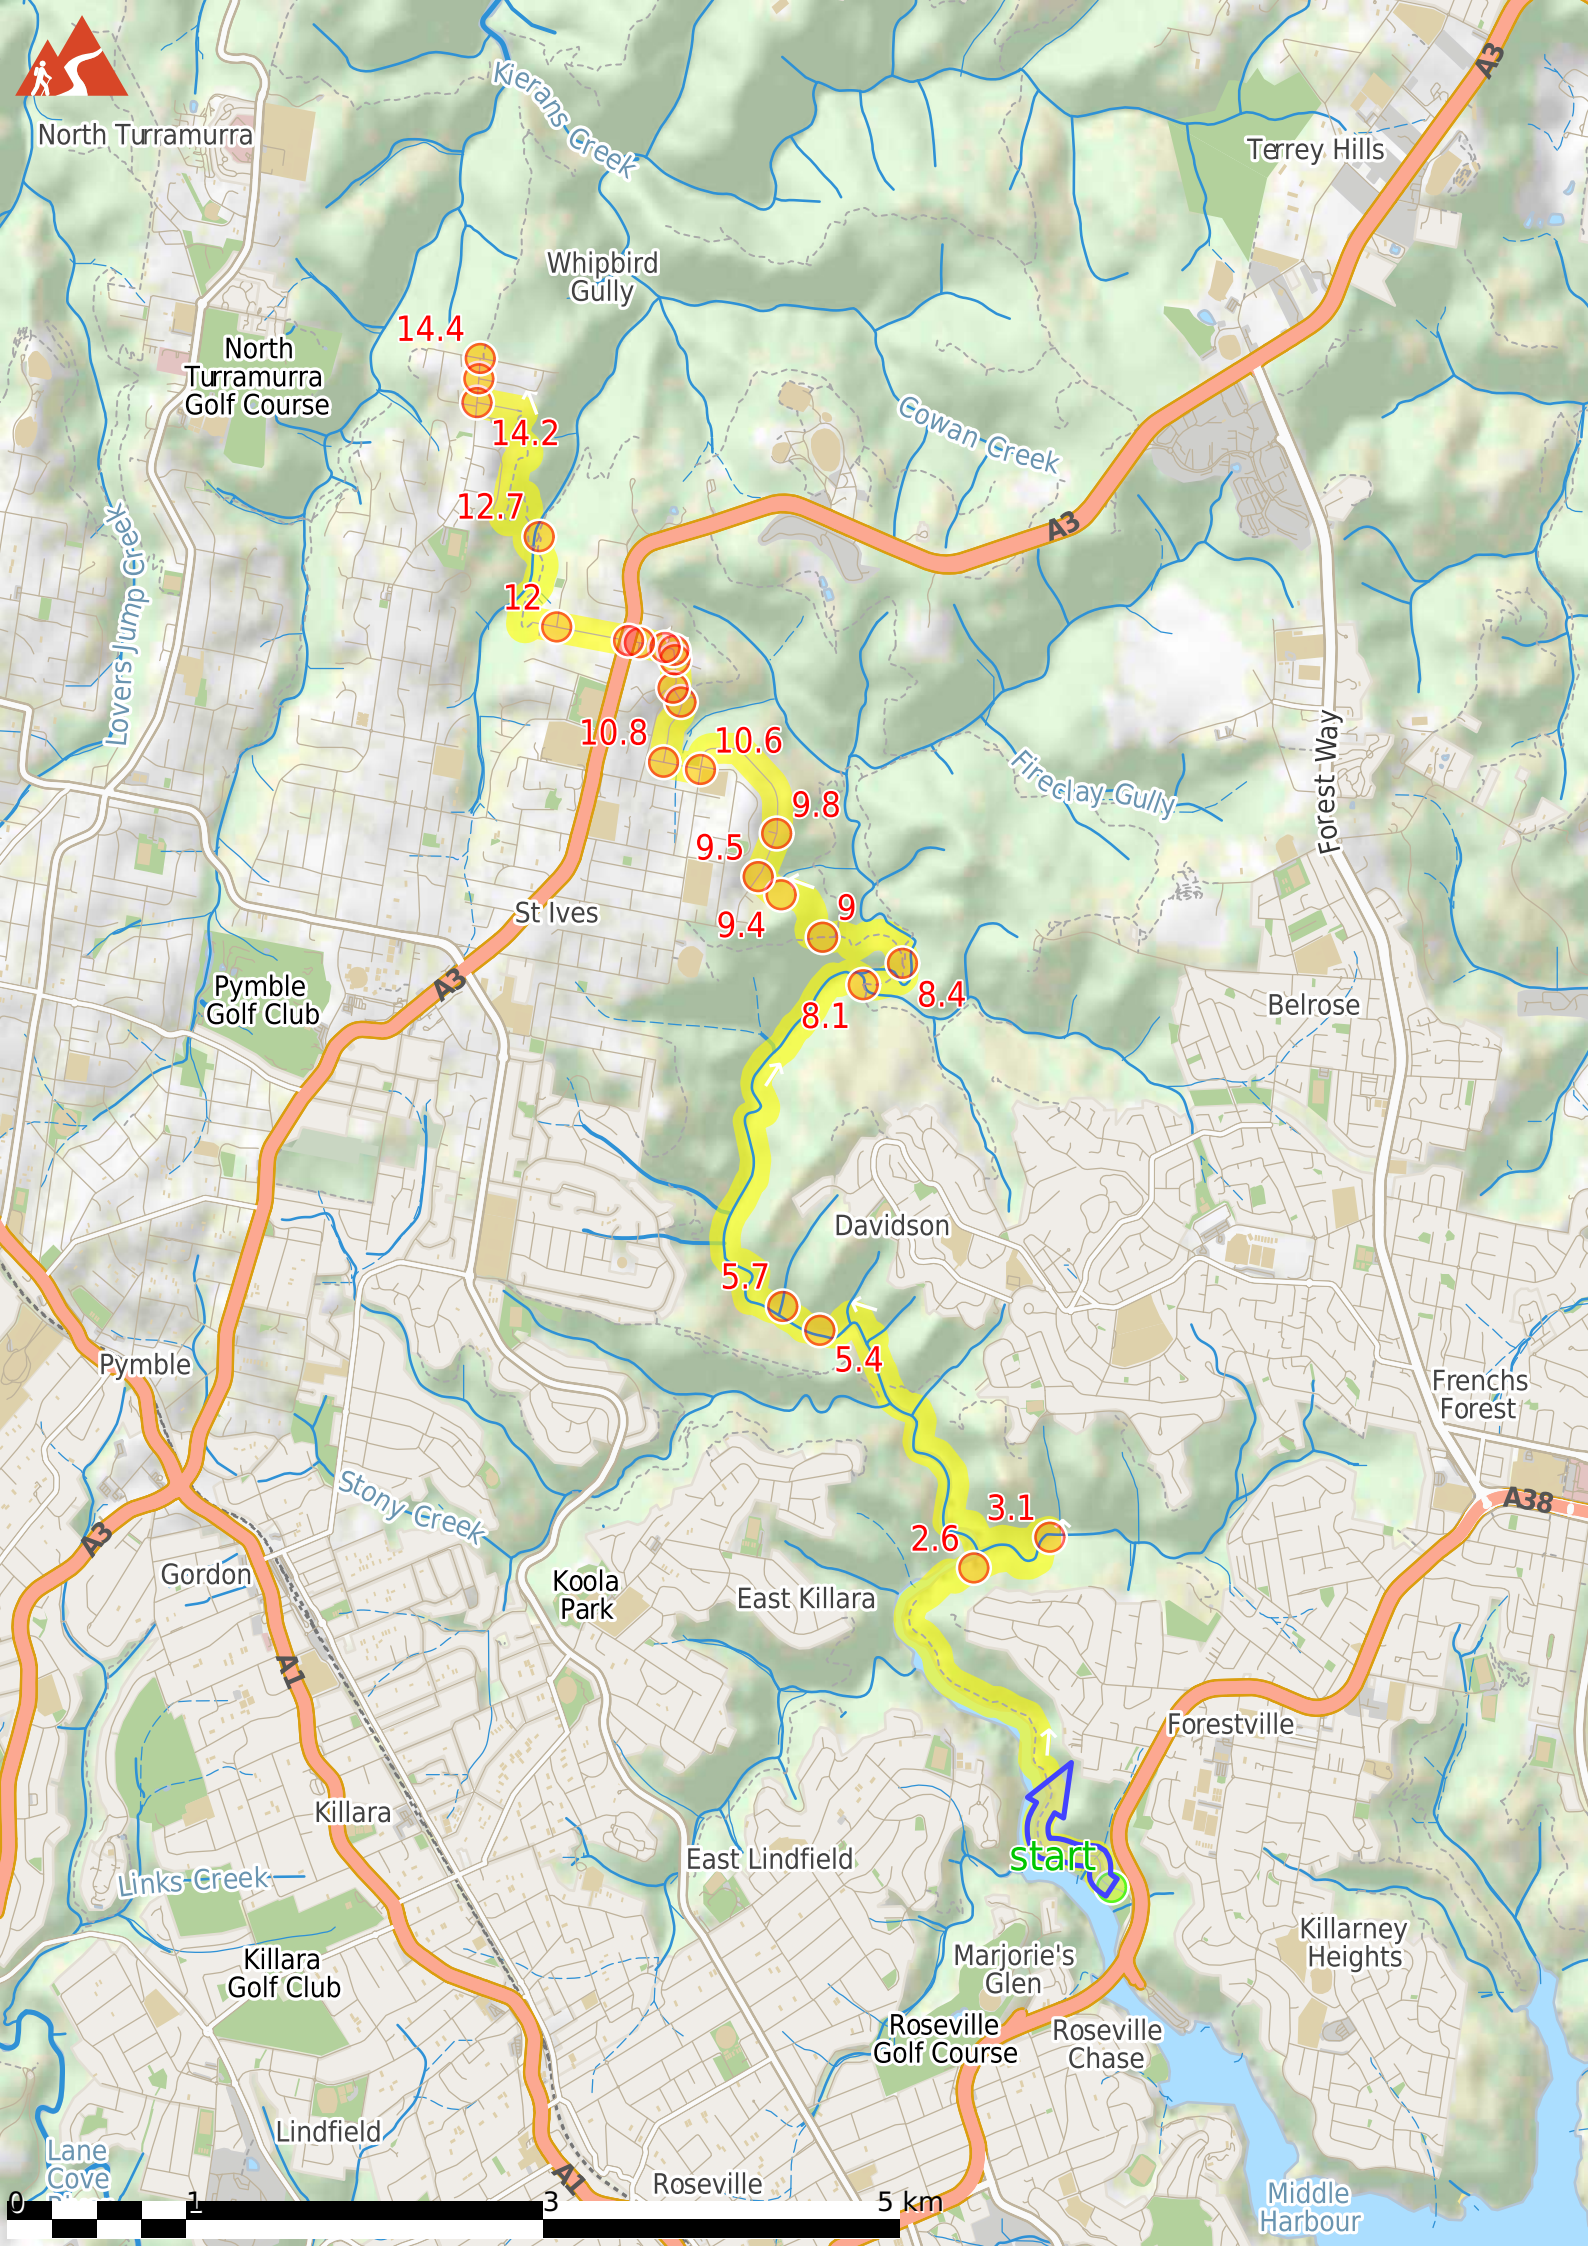 Kierans Creek
A3
North Turramurra
Terrey Hills
Whipbird
Gully
14.4
North
Turramurra
Golf Course
Cowan Creek
14.2
12.7
A3
Lovers Jump Creek
12
10.8
10.6
Fireclay Gully
Forest Way
9.8
9.5
9
9.4
St Ives
A3
Pymble
Golf Club
8.4
8.1
Belrose
Davidson
5.7
5.4
Pymble
Frenchs
Forest
Stony Creek
A38
3.1
2.6
A3
Gordon
Koola
Park
East Killara
A1
Forestville
Killara
start
East Lindfield
Links Creek
Killarney
Heights
Killara
Golf Club
Marjorie's
Glen
Roseville
Golf Course
Roseville
Chase
Lindfield
Lane
Cove
A1
Roseville
Middle
Harbour
0 1 3 5 km